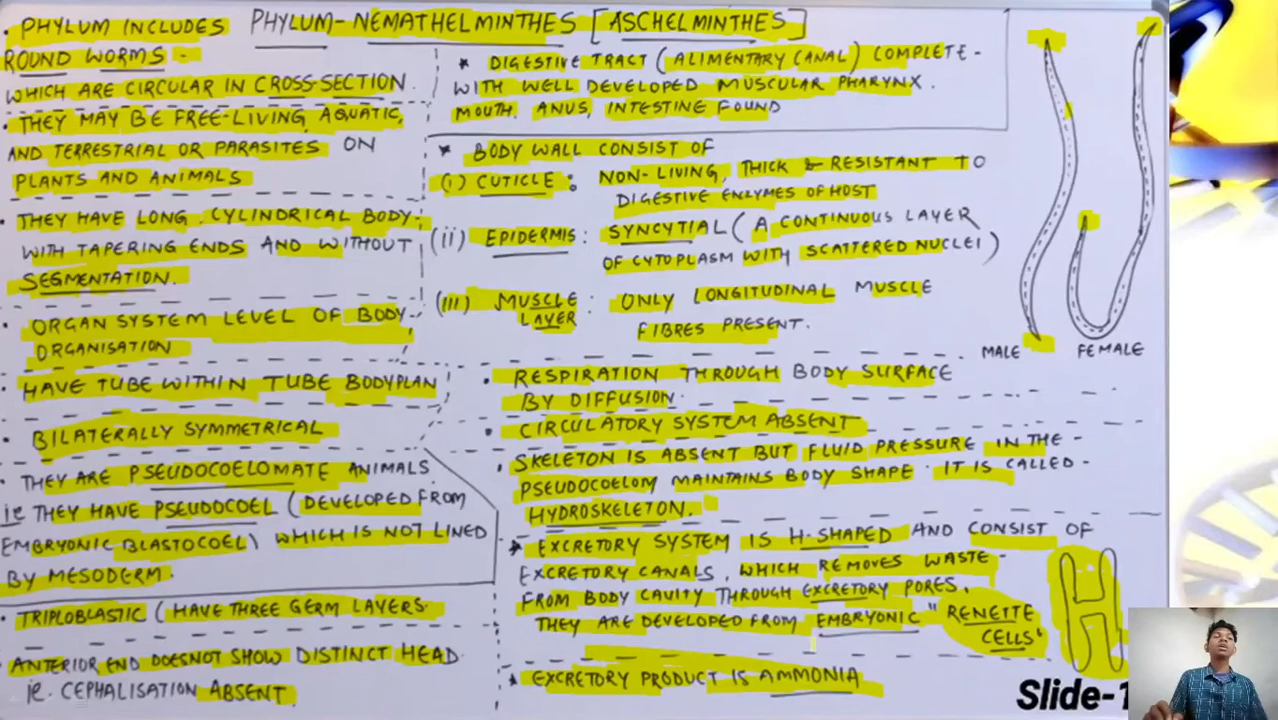 PHYLUM-NEMATHELMINTHES [ASCHELMINTHES]
• PHYLUM INCLUDES
ROUND WORMS -
WHICH ARE CIRCULAR IN CROSS-SECTION.
• THEY MAY BE FREE-LIVING, AQUATIC,
AND TERRESTRIAL OR PARASITES ON
PLANTS AND ANIMALS
• THEY HAVE LONG, CYLINDRICAL BODY-
WITH TAPERING ENDS AND WITHOUT
SEGMENTATION.
• ORGAN SYSTEM LEVEL OF BODY-
ORGANISATION
• HAVE TUBE WITHIN TUBE BODYPLAN
• BILATERALLY SYMMETRICAL
• THEY ARE PSEUDOCOELOMATE ANIMALS.
ie THEY HAVE PSEUDOCOEL (DEVELOPED FROM
EMBRYONIC BLASTOCOEL) WHICH IS NOT LINED
BY MESODERM.
• TRIPLOBLASTIC (HAVE THREE GERM LAYERS.
• ANTERIOR END DOESNOT SHOW DISTINCT HEAD.
ie. CEPHALISATION ABSENT.
* DIGESTIVE TRACT (ALIMENTARY CANAL) COMPLETE-
WITH WELL DEVELOPED MUSCULAR PHARYNX.
MOUTH, ANUS, INTESTINE FOUND
* BODY WALL CONSIST OF
(i) CUTICLE: NON-LIVING, THICK & RESISTANT TO
DIGESTIVE ENZYMES OF HOST
(ii) EPIDERMIS: SYNCYTIAL (A CONTINUOUS LAYER
OF CYTOPLASM WITH SCATTERED NUCLEI)
(iii) MUSCLE LAYER: ONLY LONGITUDINAL MUSCLE
FIBRES PRESENT.
MALE FEMALE
• RESPIRATION THROUGH BODY SURFACE
BY DIFFUSION.
• CIRCULATORY SYSTEM ABSENT
• SKELETON IS ABSENT BUT FLUID PRESSURE IN THE -
PSEUDOCOELOM MAINTAINS BODY SHAPE. IT IS CALLED-
HYDROSKELETON.
* EXCRETORY SYSTEM IS H-SHAPED AND CONSIST OF
EXCRETORY CANALS, WHICH REMOVES WASTE-
FROM BODY CAVITY THROUGH EXCRETORY PORES.
THEY ARE DEVELOPED FROM EMBRYONIC "RENETTE
CELLS"
* EXCRETORY PRODUCT IS AMMONIA
Slide-1